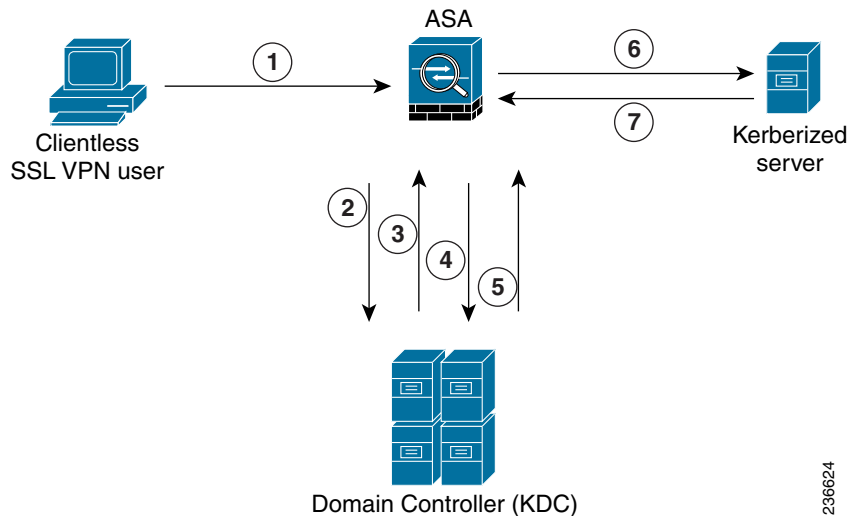 ASA
1
6
7
Clientless
SSL VPN user
Kerberized
server
2
3
4
5
Domain Controller (KDC)
236624